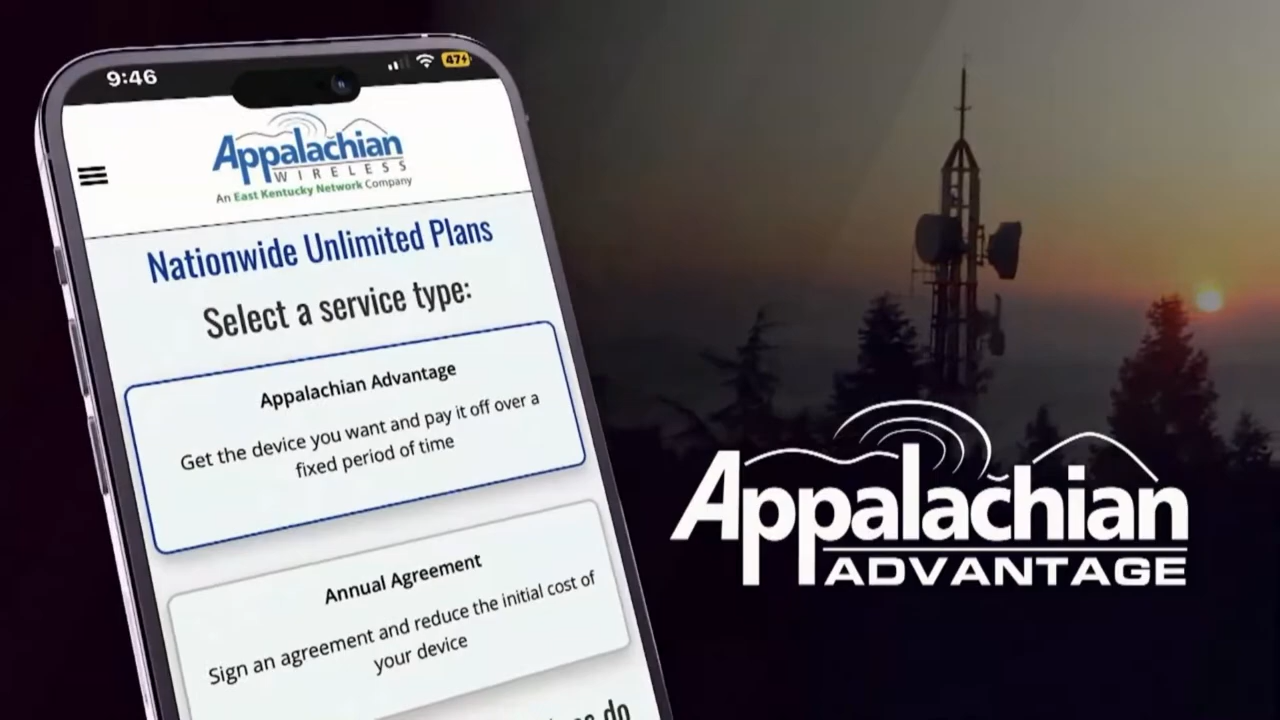 9:46
47
Appalachian
WIRELESS
An East Kentucky Network Company
Nationwide Unlimited Plans
Select a service type:
Appalachian Advantage
Get the device you want and pay it off over a
fixed period of time
Annual Agreement
Sign an agreement and reduce the initial cost of
your device
do
Appalachian
ADVANTAGE